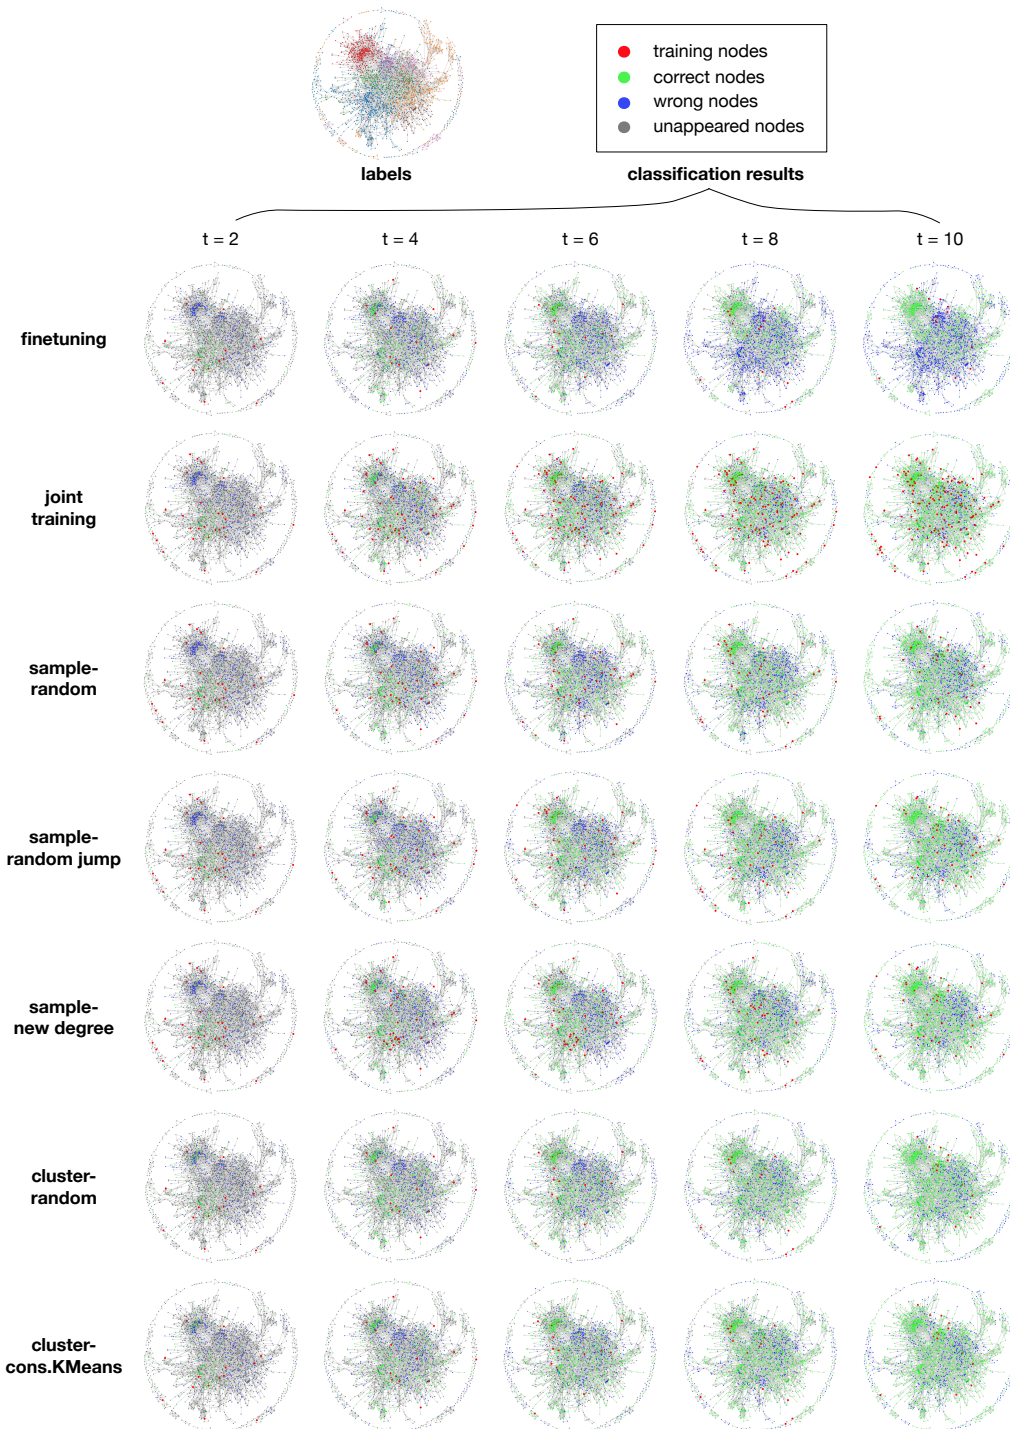 training nodes
correct nodes
wrong nodes
unappeared nodes
labels
classification results
t = 2
t = 4
t = 6
t = 8
t = 10
finetuning
joint
training
sample-
random
sample-
random jump
sample-
new degree
cluster-
random
cluster-
cons.KMeans